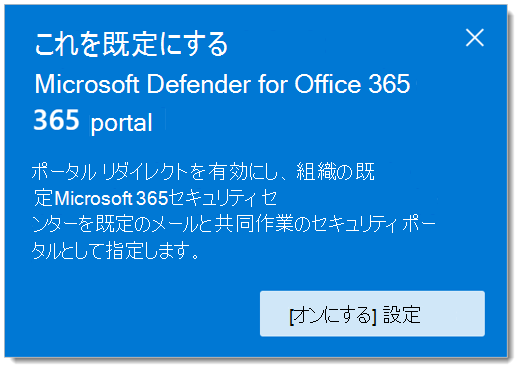 これを既定にする
Microsoft Defender for Office 365
365 portal
ポータル リダイレクトを有効にし、組織の既
定Microsoft 365セキュリティ セ
ンターを既定のメールと共同作業のセキュリティ ポー
タルとして指定します。
[オンにする] 設定